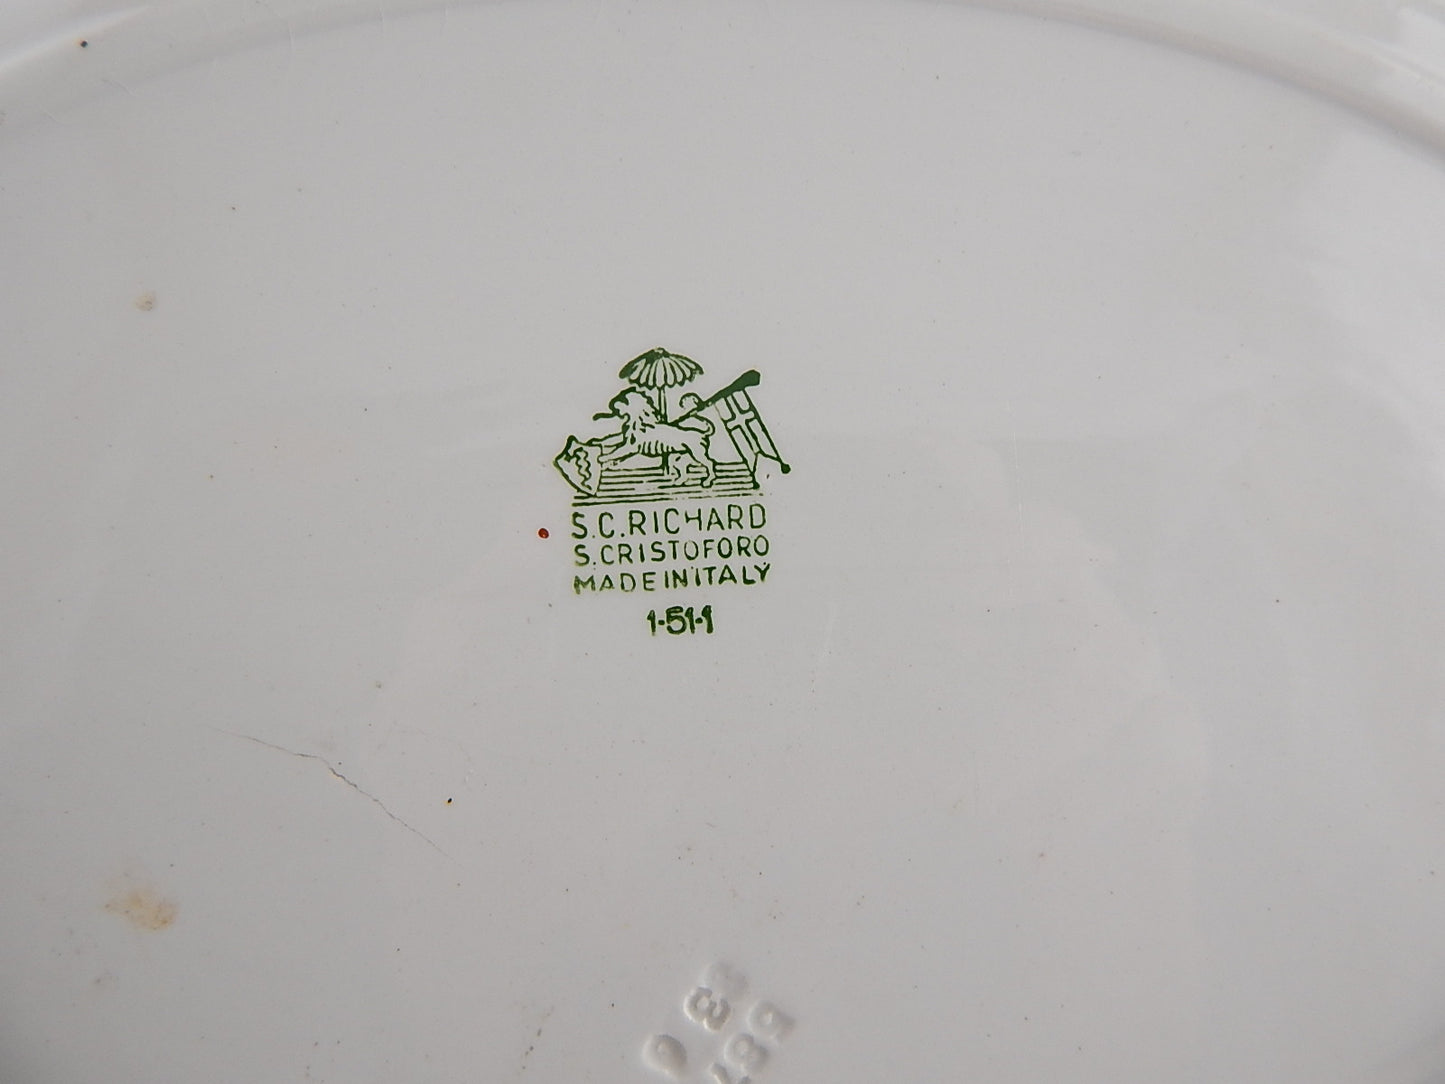 S.C.RICHARD
S.CRISTOFORO
MADE IN ITALY
1-51-1